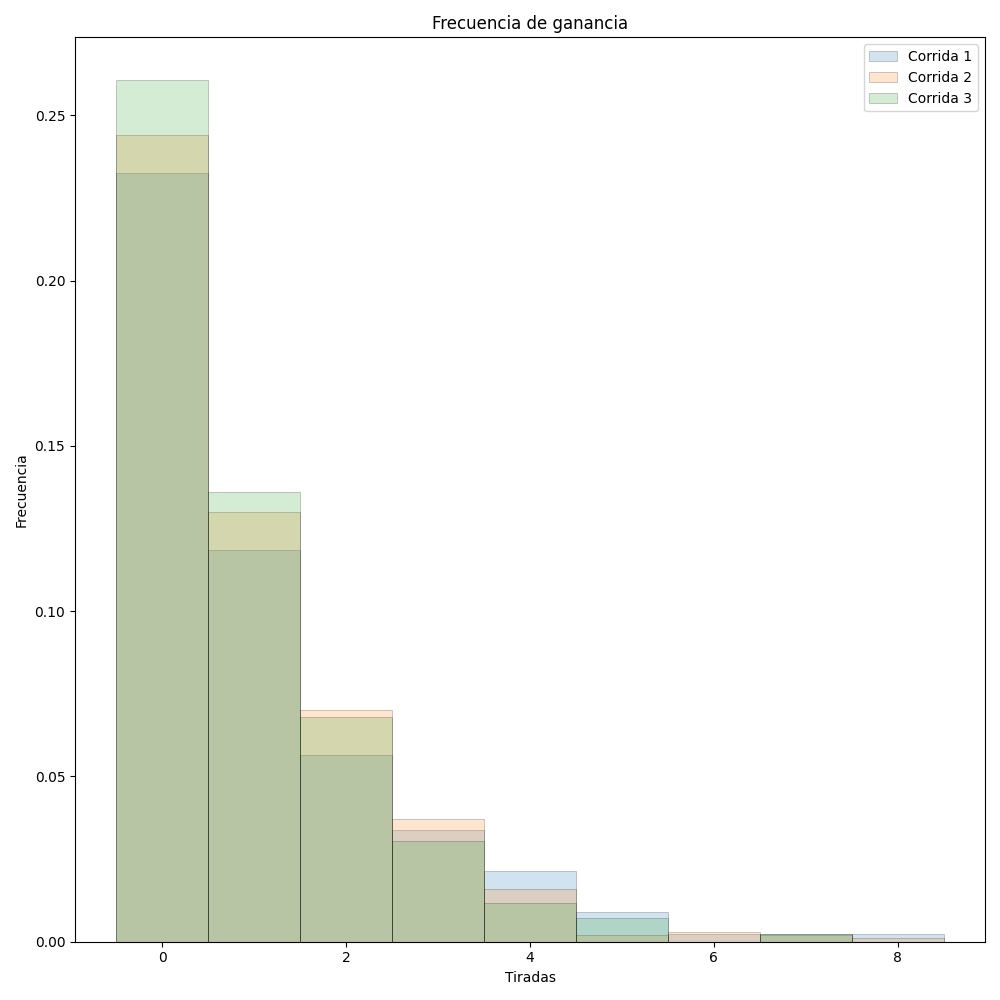 Frecuencia de ganancia
Corrida 1
Corrida 2
Corrida 3
Frecuencia
0.25
0.20
0.15
0.10
0.05
0.00
0 2 4 6 8
Tiradas